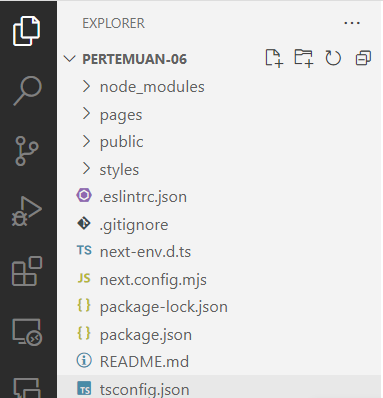 EXPLORER
PERTEMUAN-06
node_modules
pages
public
styles
.eslintrc.json
.gitignore
TS next-env.d.ts
JS next.config.mjs
{} package-lock.json
{} package.json
README.md
TS tsconfig.json